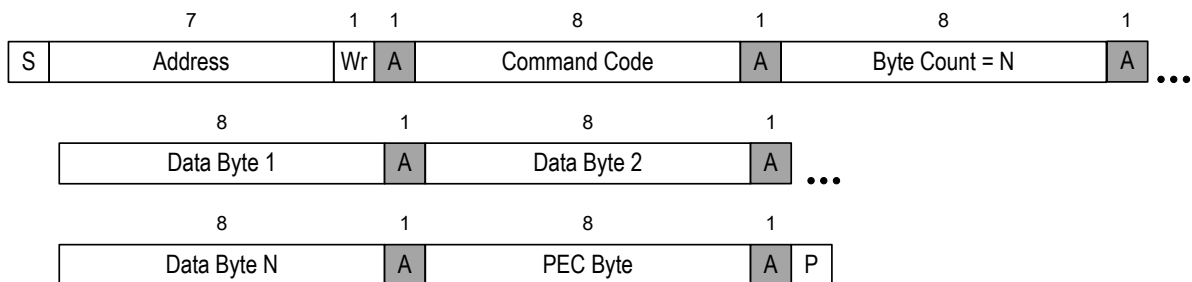 7 1 1 8 1 8 1
S Address Wr A Command Code A Byte Count = N A •••
8 1 8 1
Data Byte 1 A Data Byte 2 A •••
8 1 8 1
Data Byte N A PEC Byte A P